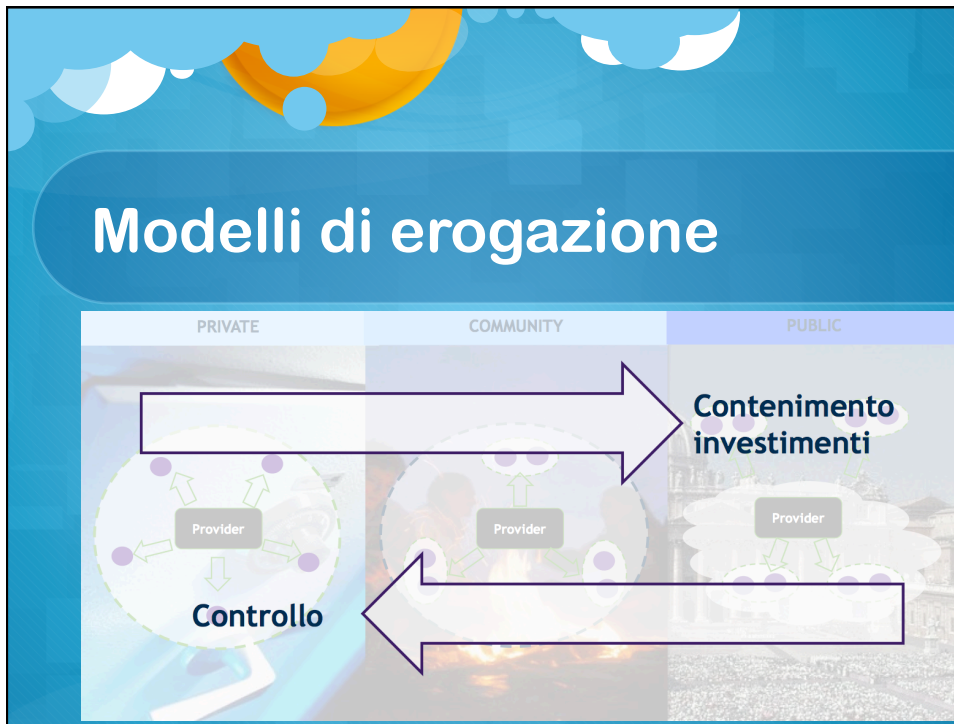 Modelli di erogazione
PRIVATE
COMMUNITY
PUBLIC
Contenimento
investimenti
Provider
Provider
Provider
Controllo